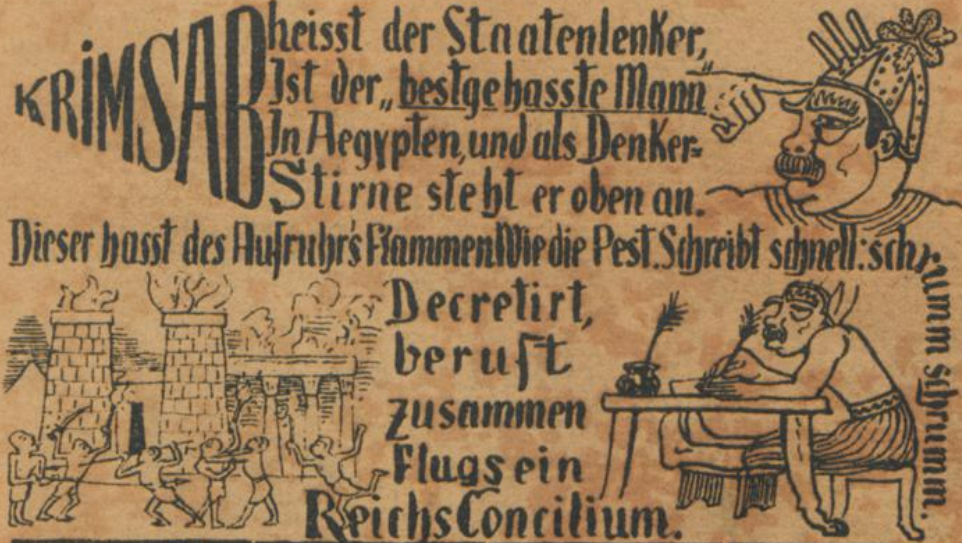 KRIMSAB heisst der Staatenlenker,
Ist der „bestgehasste Mann“
In Aegypten, und als Denker-
Stirne steht er oben an.
Dieser hasst des Aufruhr's Flammen Wie die Pest. Schreibt schnell: schrumm schrumm.
Decretirt,
beruft
zusammen
Flugs ein
Reichs Concilium.